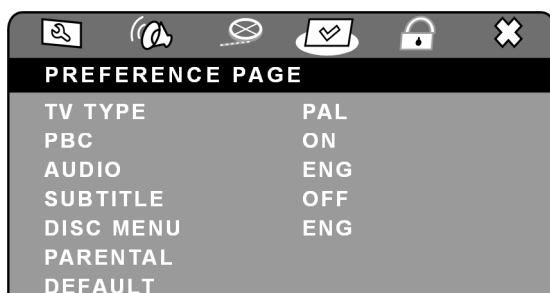 PREFERENCE PAGE
TV TYPE PAL
PBC ON
AUDIO ENG
SUBTITLE OFF
DISC MENU ENG
PARENTAL
DEFAULT